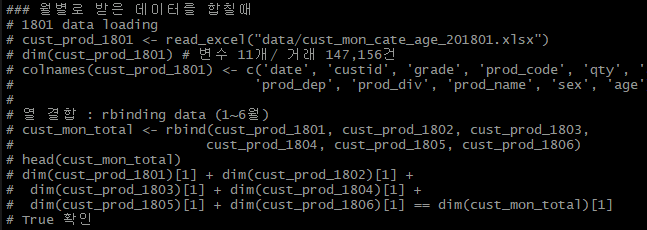 ### 월별로 받은 데이터를 합칠때
# 1801 data loading
# cust_prod_1801 <- read_excel("data/cust_mon_cate_age_201801.xlsx")
# dim(cust_prod_1801) # 변수 11개/ 거래 147,156건
# colnames(cust_prod_1801) <- c('date', 'custid', 'grade', 'prod_code', 'qty', '
#                               'prod_dep', 'prod_div', 'prod_name', 'sex', 'age'
#
# 열 결합 : rbinding data (1~6월)
# cust_mon_total <- rbind(cust_prod_1801, cust_prod_1802, cust_prod_1803,
#                         cust_prod_1804, cust_prod_1805, cust_prod_1806)
# head(cust_mon_total)
# dim(cust_prod_1801)[1] + dim(cust_prod_1802)[1] +
#  dim(cust_prod_1803)[1] + dim(cust_prod_1804)[1] +
#  dim(cust_prod_1805)[1] + dim(cust_prod_1806)[1] == dim(cust_mon_total)[1]
# True 확인